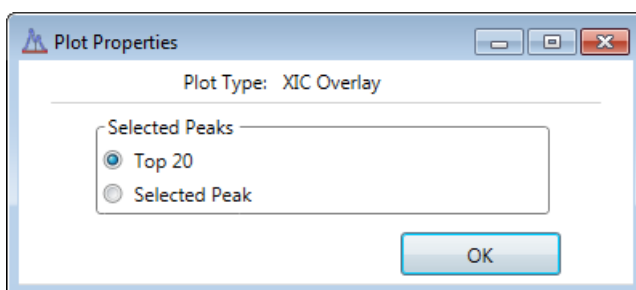 Plot Properties
Plot Type: XIC Overlay
Selected Peaks
Top 20
Selected Peak
OK